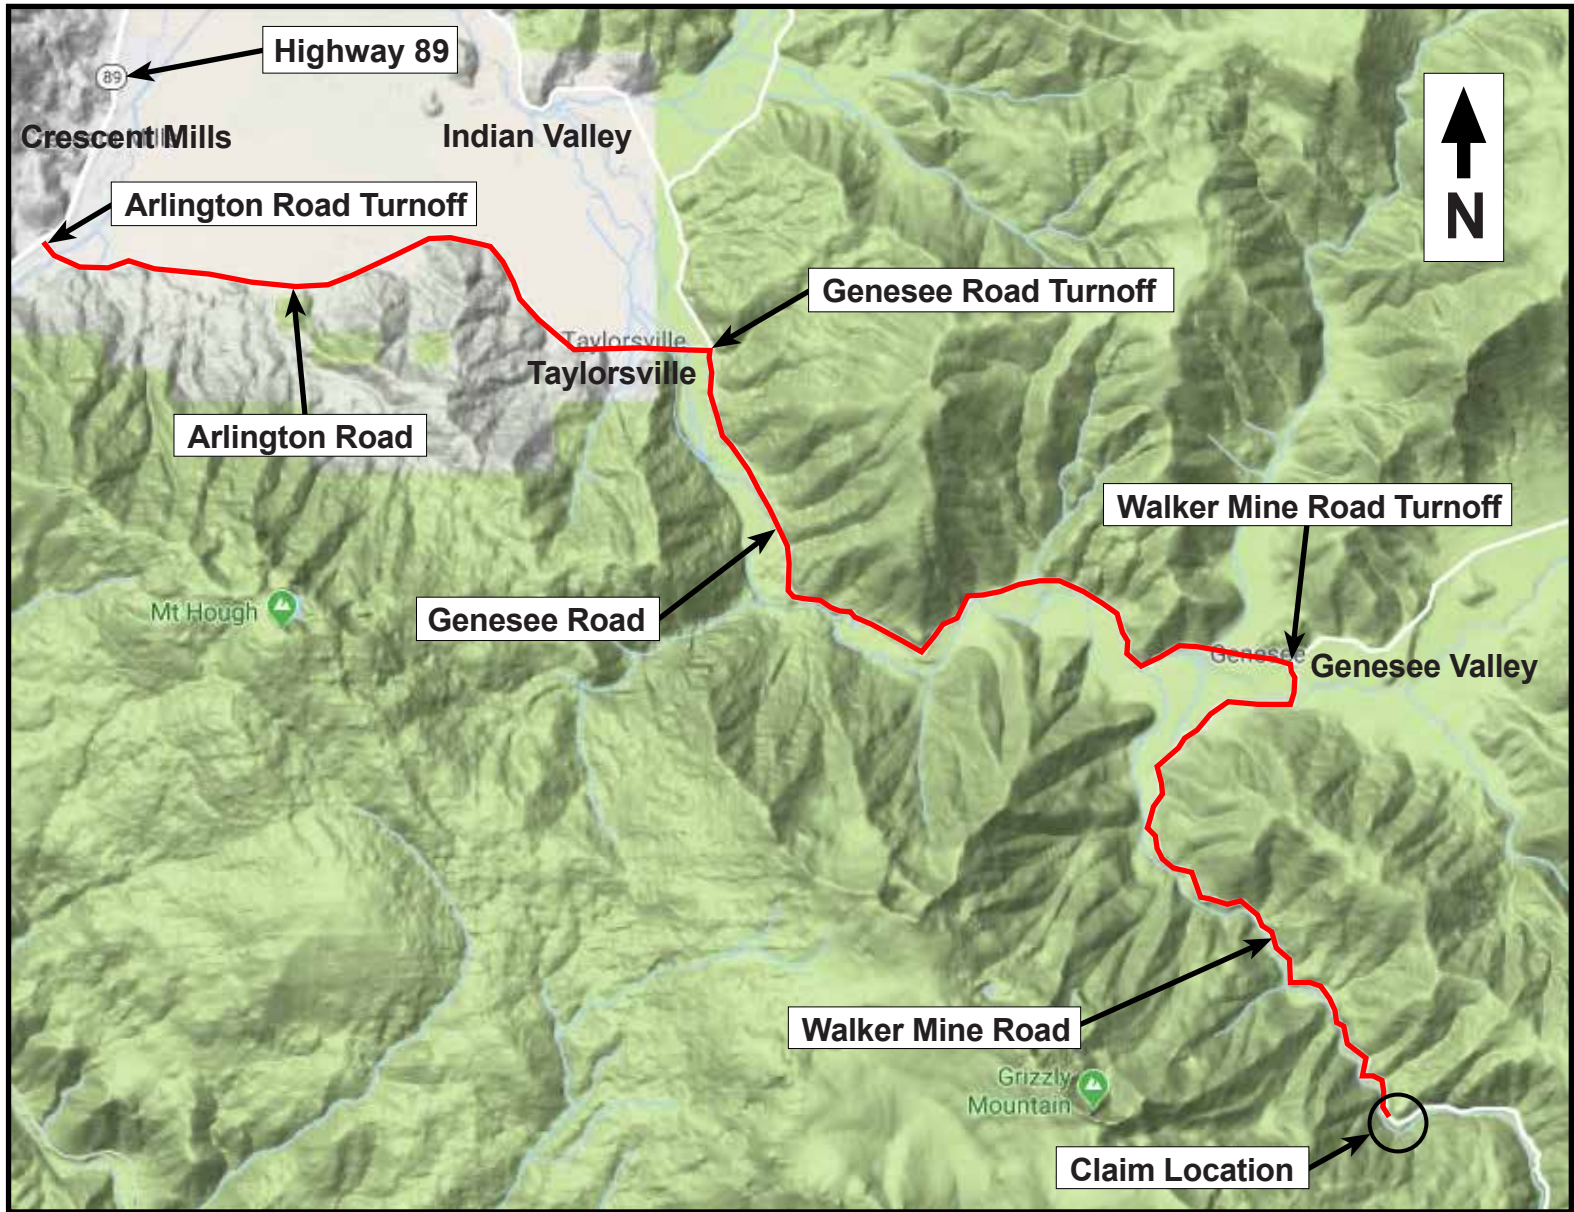 Highway 89
89
Crescent Mills
Indian Valley
Arlington Road Turnoff
N
Genesee Road Turnoff
Taylorsville
Taylorsville
Arlington Road
Walker Mine Road Turnoff
Mt Hough
Genesee Road
Genesee
Genesee Valley
Walker Mine Road
Grizzly
Mountain
Claim Location